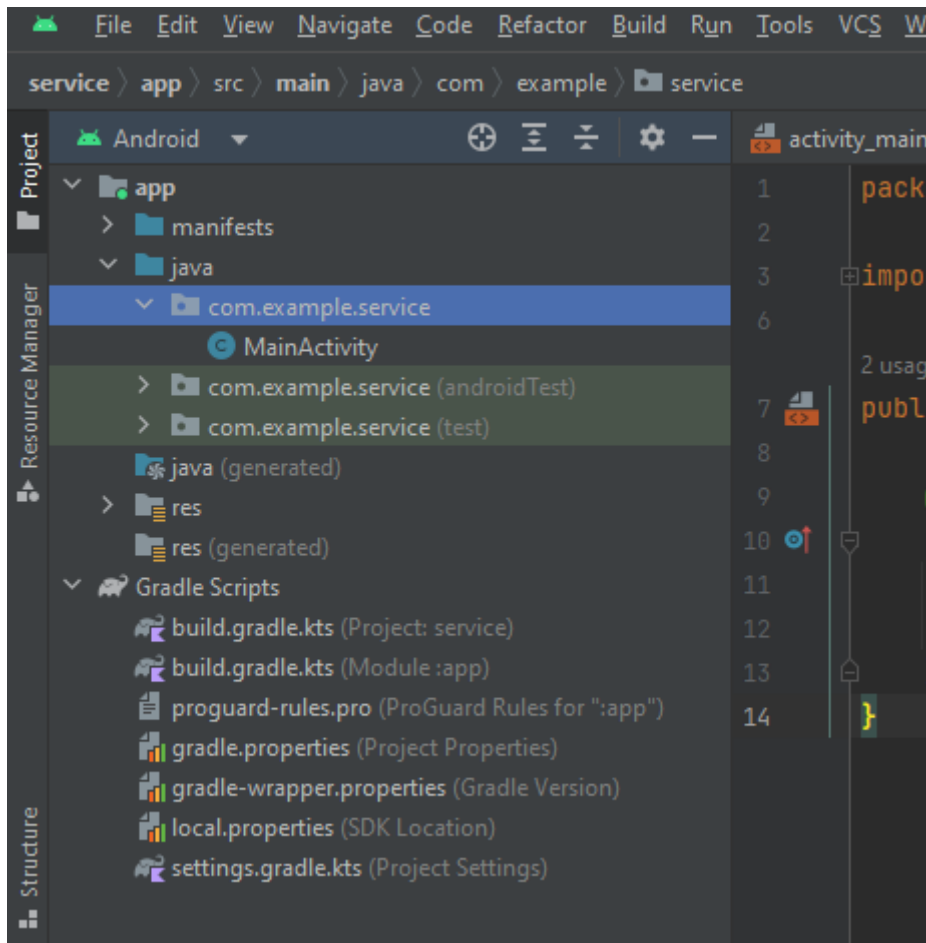 File Edit View Navigate Code Refactor Build Run Tools VCS W
service 〉 app 〉 src 〉 main 〉 java 〉 com 〉 example 〉 service
Project
Resource Manager
Structure
Android
app
manifests
java
com.example.service
C MainActivity
com.example.service (androidTest)
com.example.service (test)
java (generated)
res
res (generated)
Gradle Scripts
build.gradle.kts (Project: service)
build.gradle.kts (Module :app)
proguard-rules.pro (ProGuard Rules for ":app")
gradle.properties (Project Properties)
gradle-wrapper.properties (Gradle Version)
local.properties (SDK Location)
settings.gradle.kts (Project Settings)
activity_main
1 pack
2
3 impo
6
2 usag
7 publ
8
9
10
11
12
13
14 }